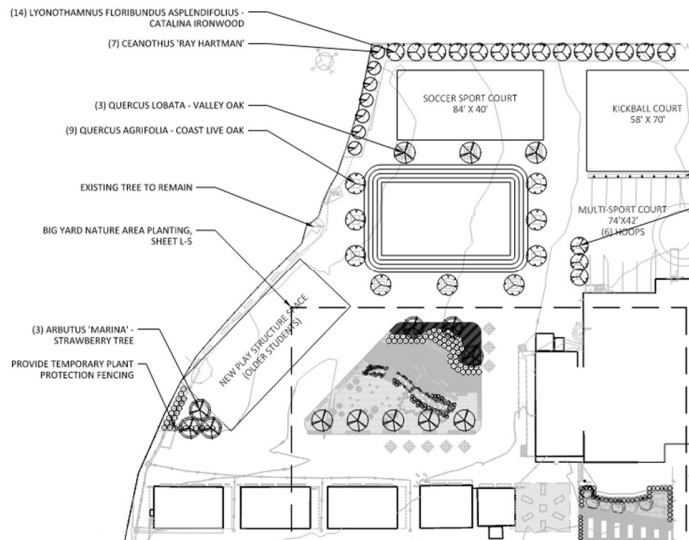 (14) LYONOTHAMNUS FLORIBUNDUS ASPLENDIFOLIUS -
CATALINA IRONWOOD
(7) CEANOTHUS 'RAY HARTMAN'
SOCCER SPORT COURT
84' X 40'
KICKBALL COURT
58' X 70'
(3) QUERCUS LOBATA - VALLEY OAK
(9) QUERCUS AGRIFOLIA - COAST LIVE OAK
EXISTING TREE TO REMAIN
MULTI-SPORT COURT
74'X42'
(6) HOOPS
BIG YARD NATURE AREA PLANTING,
SHEET L-5
NEW PLAY STRUCTURE SPACE
(OLDER STUDENTS)
(3) ARBUTUS 'MARINA' -
STRAWBERRY TREE
PROVIDE TEMPORARY PLANT
PROTECTION FENCING